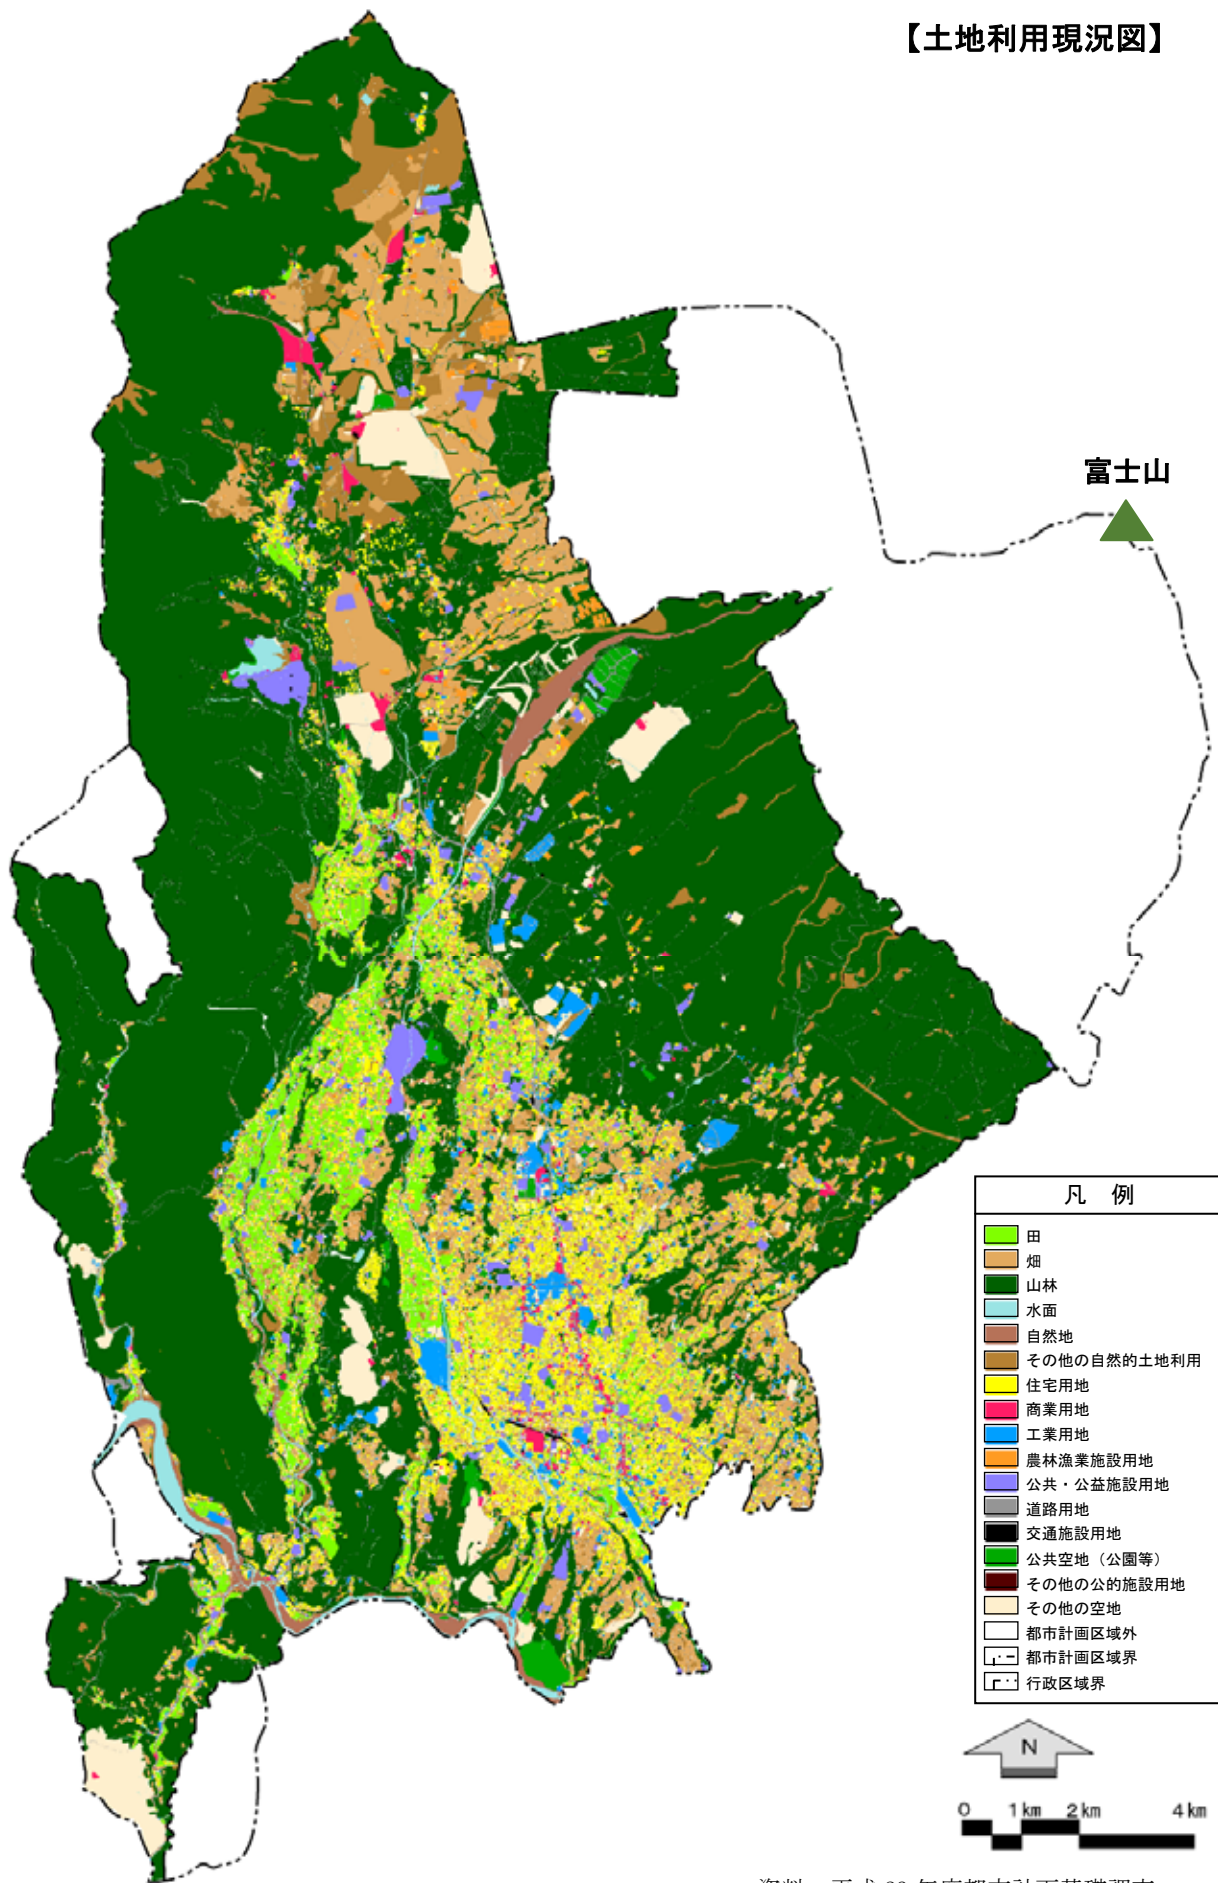 【土地利用現況図】
富士山
凡 例
田
畑
山林
水面
自然地
その他の自然的土地利用
住宅用地
商業用地
工業用地
農林漁業施設用地
公共・公益施設用地
道路用地
交通施設用地
公共空地（公園等）
その他の公的施設用地
その他の空地
都市計画区域外
都市計画区域界
行政区域界
N
0 1km 2km 4km